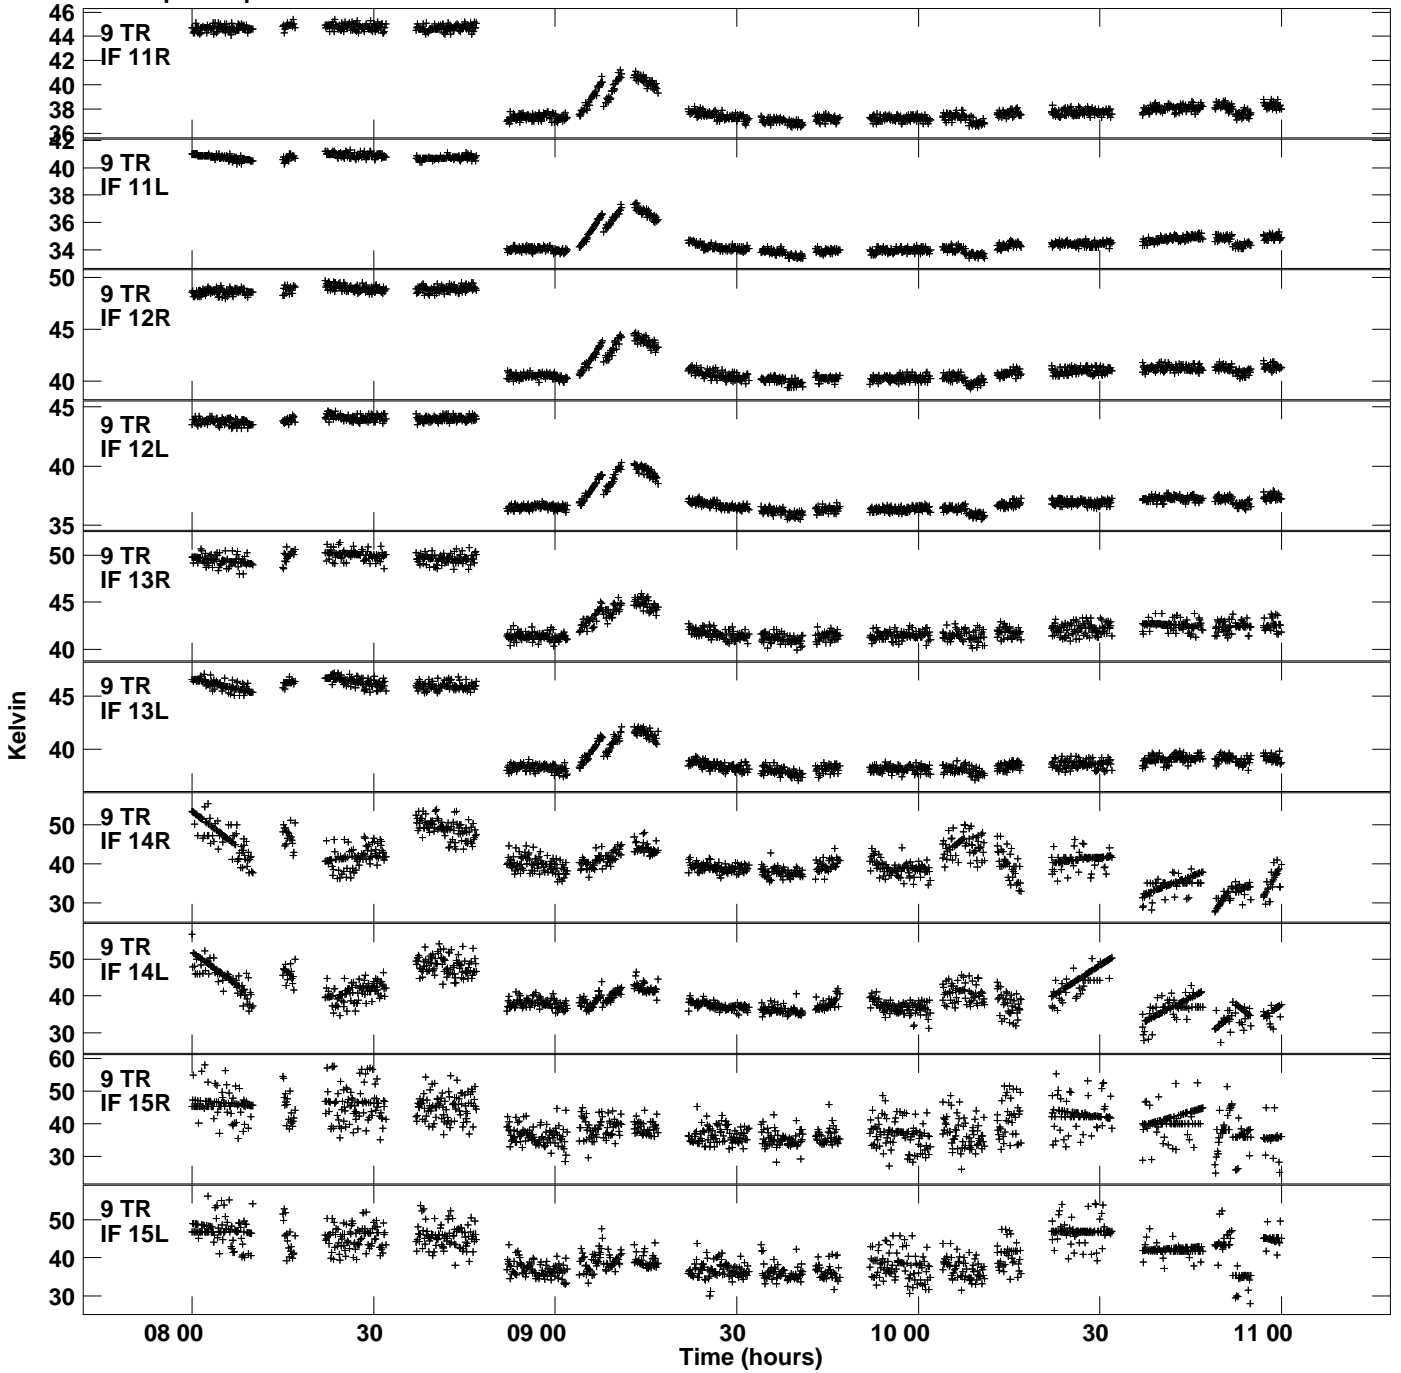 46
44
42
40
38
36
9 TR
IF 11R
42
40
38
36
34
9 TR
IF 11L
50
45
40
9 TR
IF 12R
45
40
35
9 TR
IF 12L
50
45
40
9 TR
IF 13R
45
40
9 TR
IF 13L
50
40
30
9 TR
IF 14R
50
40
30
9 TR
IF 14L
60
50
40
30
9 TR
IF 15R
50
40
30
9 TR
IF 15L
Kelvin
08 00 30 09 00 30 10 00 30 11 00
Time (hours)